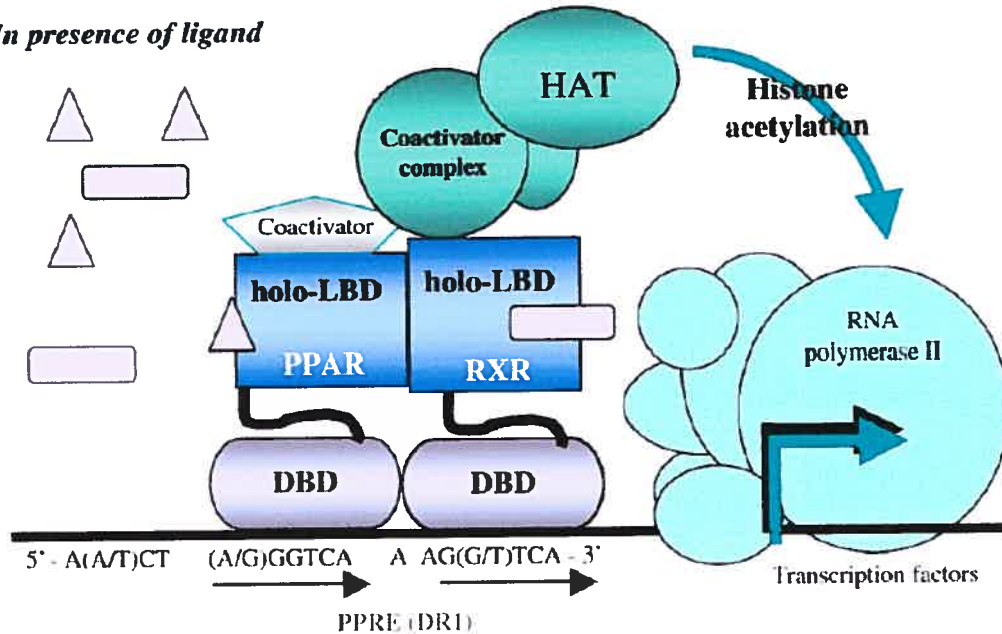 In presence of ligand
HAT
Histone
acetylation
Coactivator
complex
Coactivator
holo-LBD
holo-LBD
PPAR
RXR
RNA
polymerase II
DBD
DBD
5' - A(A/T)CT (A/G)GGTCA A AG(G/T)TCA - 3'
Transcription factors
PPRE (DR1)